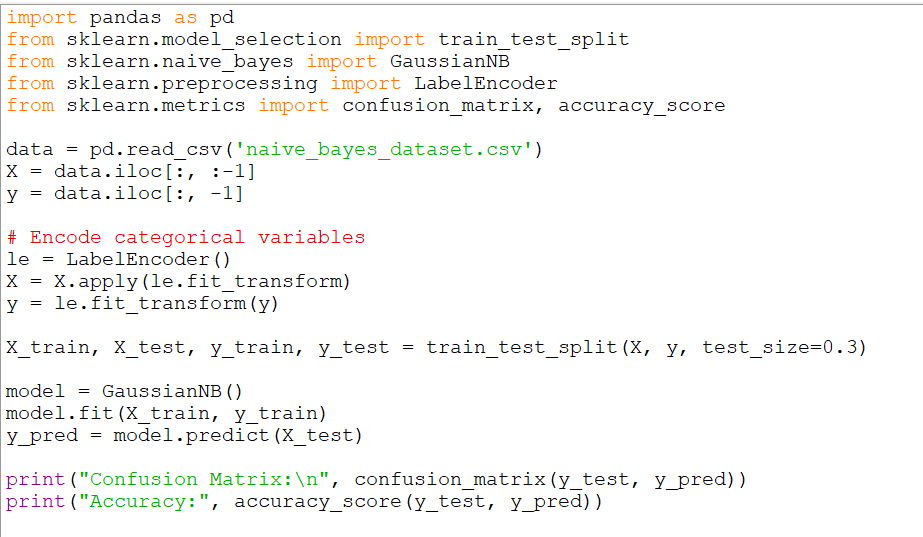 import pandas as pd
from sklearn.model_selection import train_test_split
from sklearn.naive_bayes import GaussianNB
from sklearn.preprocessing import LabelEncoder
from sklearn.metrics import confusion_matrix, accuracy_score
data = pd.read_csv('naive_bayes_dataset.csv')
X = data.iloc[:, :-1]
y = data.iloc[:, -1]
# Encode categorical variables
le = LabelEncoder()
X = X.apply(le.fit_transform)
y = le.fit_transform(y)
X_train, X_test, y_train, y_test = train_test_split(X, y, test_size=0.3)
model = GaussianNB()
model.fit(X_train, y_train)
y_pred = model.predict(X_test)
print("Confusion Matrix:\n", confusion_matrix(y_test, y_pred))
print("Accuracy:", accuracy_score(y_test, y_pred))